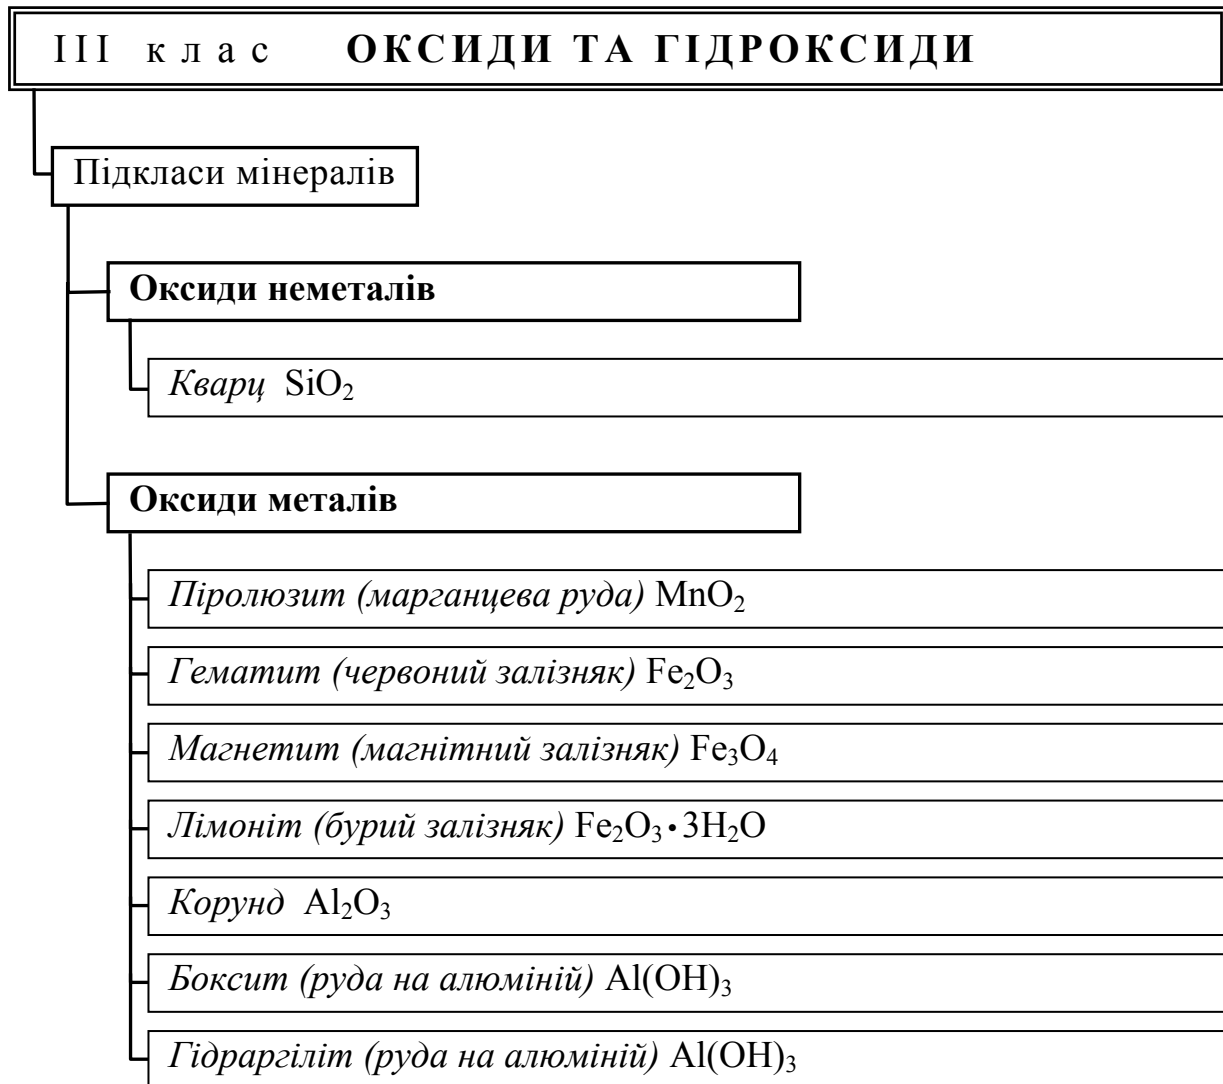 III клас ОКСИДИ ТА ГІДРОКСИДИ
Підкласи мінералів
Оксиди неметалів
Кварц SiO₂
Оксиди металів
Піролюзит (марганцева руда) MnO₂
Гематит (червоний залізняк) Fe₂O₃
Магнетит (магнітний залізняк) Fe₃O₄
Лімоніт (бурий залізняк) Fe₂O₃·3H₂O
Корунд Al₂O₃
Боксит (руда на алюміній) Al(OH)₃
Гідраргіліт (руда на алюміній) Al(OH)₃